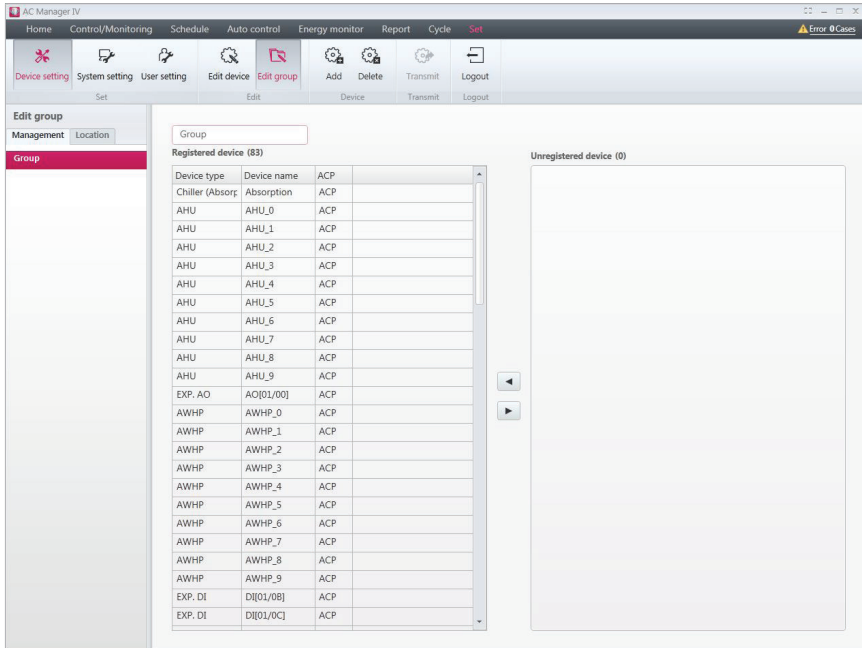 AC Manager IV
Home Control/Monitoring Schedule Auto control Energy monitor Report Cycle Set Error 0Cases
Device setting System setting User setting Edit device Edit group Add Delete Transmit Logout
Set Edit Device Transmit Logout
Edit group
Management Location
Group
Group
Registered device (83)
Unregistered device (0)
Device type Device name ACP
Chiller (Absorp Absorption ACP
AHU AHU_0 ACP
AHU AHU_1 ACP
AHU AHU_2 ACP
AHU AHU_3 ACP
AHU AHU_4 ACP
AHU AHU_5 ACP
AHU AHU_6 ACP
AHU AHU_7 ACP
AHU AHU_8 ACP
AHU AHU_9 ACP
EXP. AO AO[01/00] ACP
AWHP AWHP_0 ACP
AWHP AWHP_1 ACP
AWHP AWHP_2 ACP
AWHP AWHP_3 ACP
AWHP AWHP_4 ACP
AWHP AWHP_5 ACP
AWHP AWHP_6 ACP
AWHP AWHP_7 ACP
AWHP AWHP_8 ACP
AWHP AWHP_9 ACP
EXP. DI DI[01/0B] ACP
EXP. DI DI[01/0C] ACP